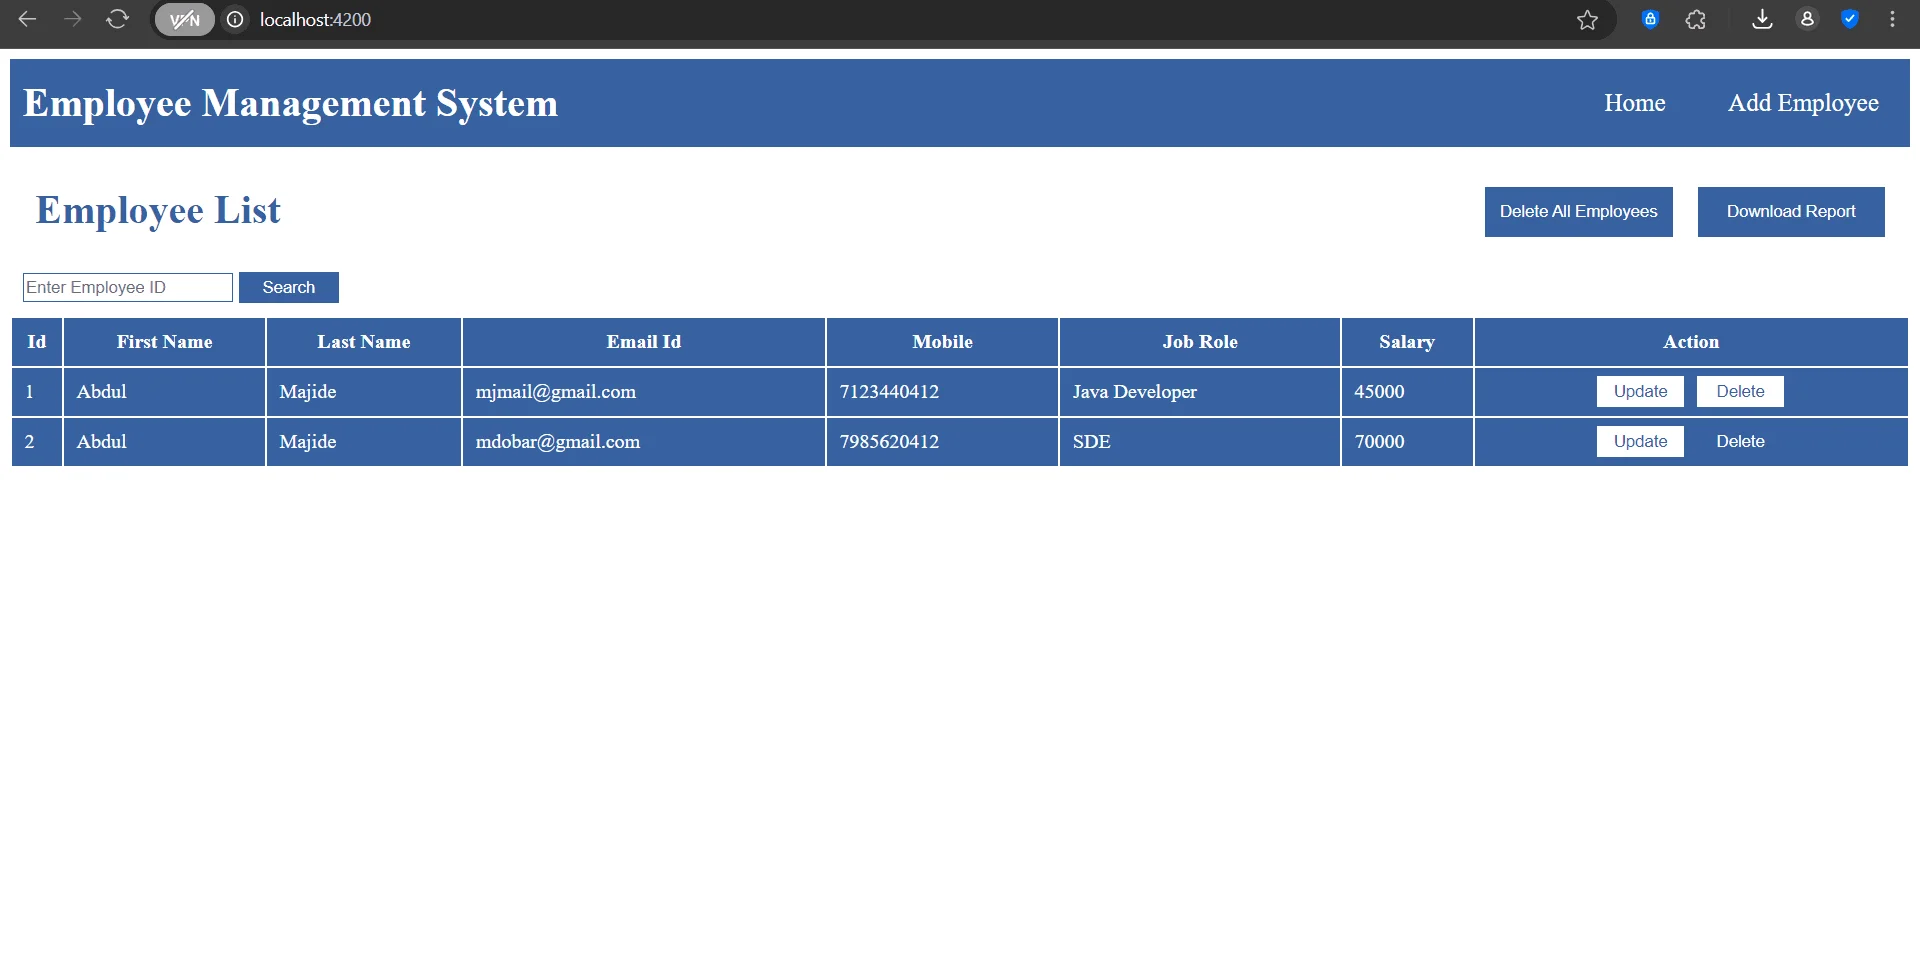 VPN localhost:4200
Employee Management System Home Add Employee
Employee List Delete All Employees Download Report
Enter Employee ID Search
Id First Name Last Name Email Id Mobile Job Role Salary Action
1 Abdul Majide mjmail@gmail.com 7123440412 Java Developer 45000 Update Delete
2 Abdul Majide mdobar@gmail.com 7985620412 SDE 70000 Update Delete